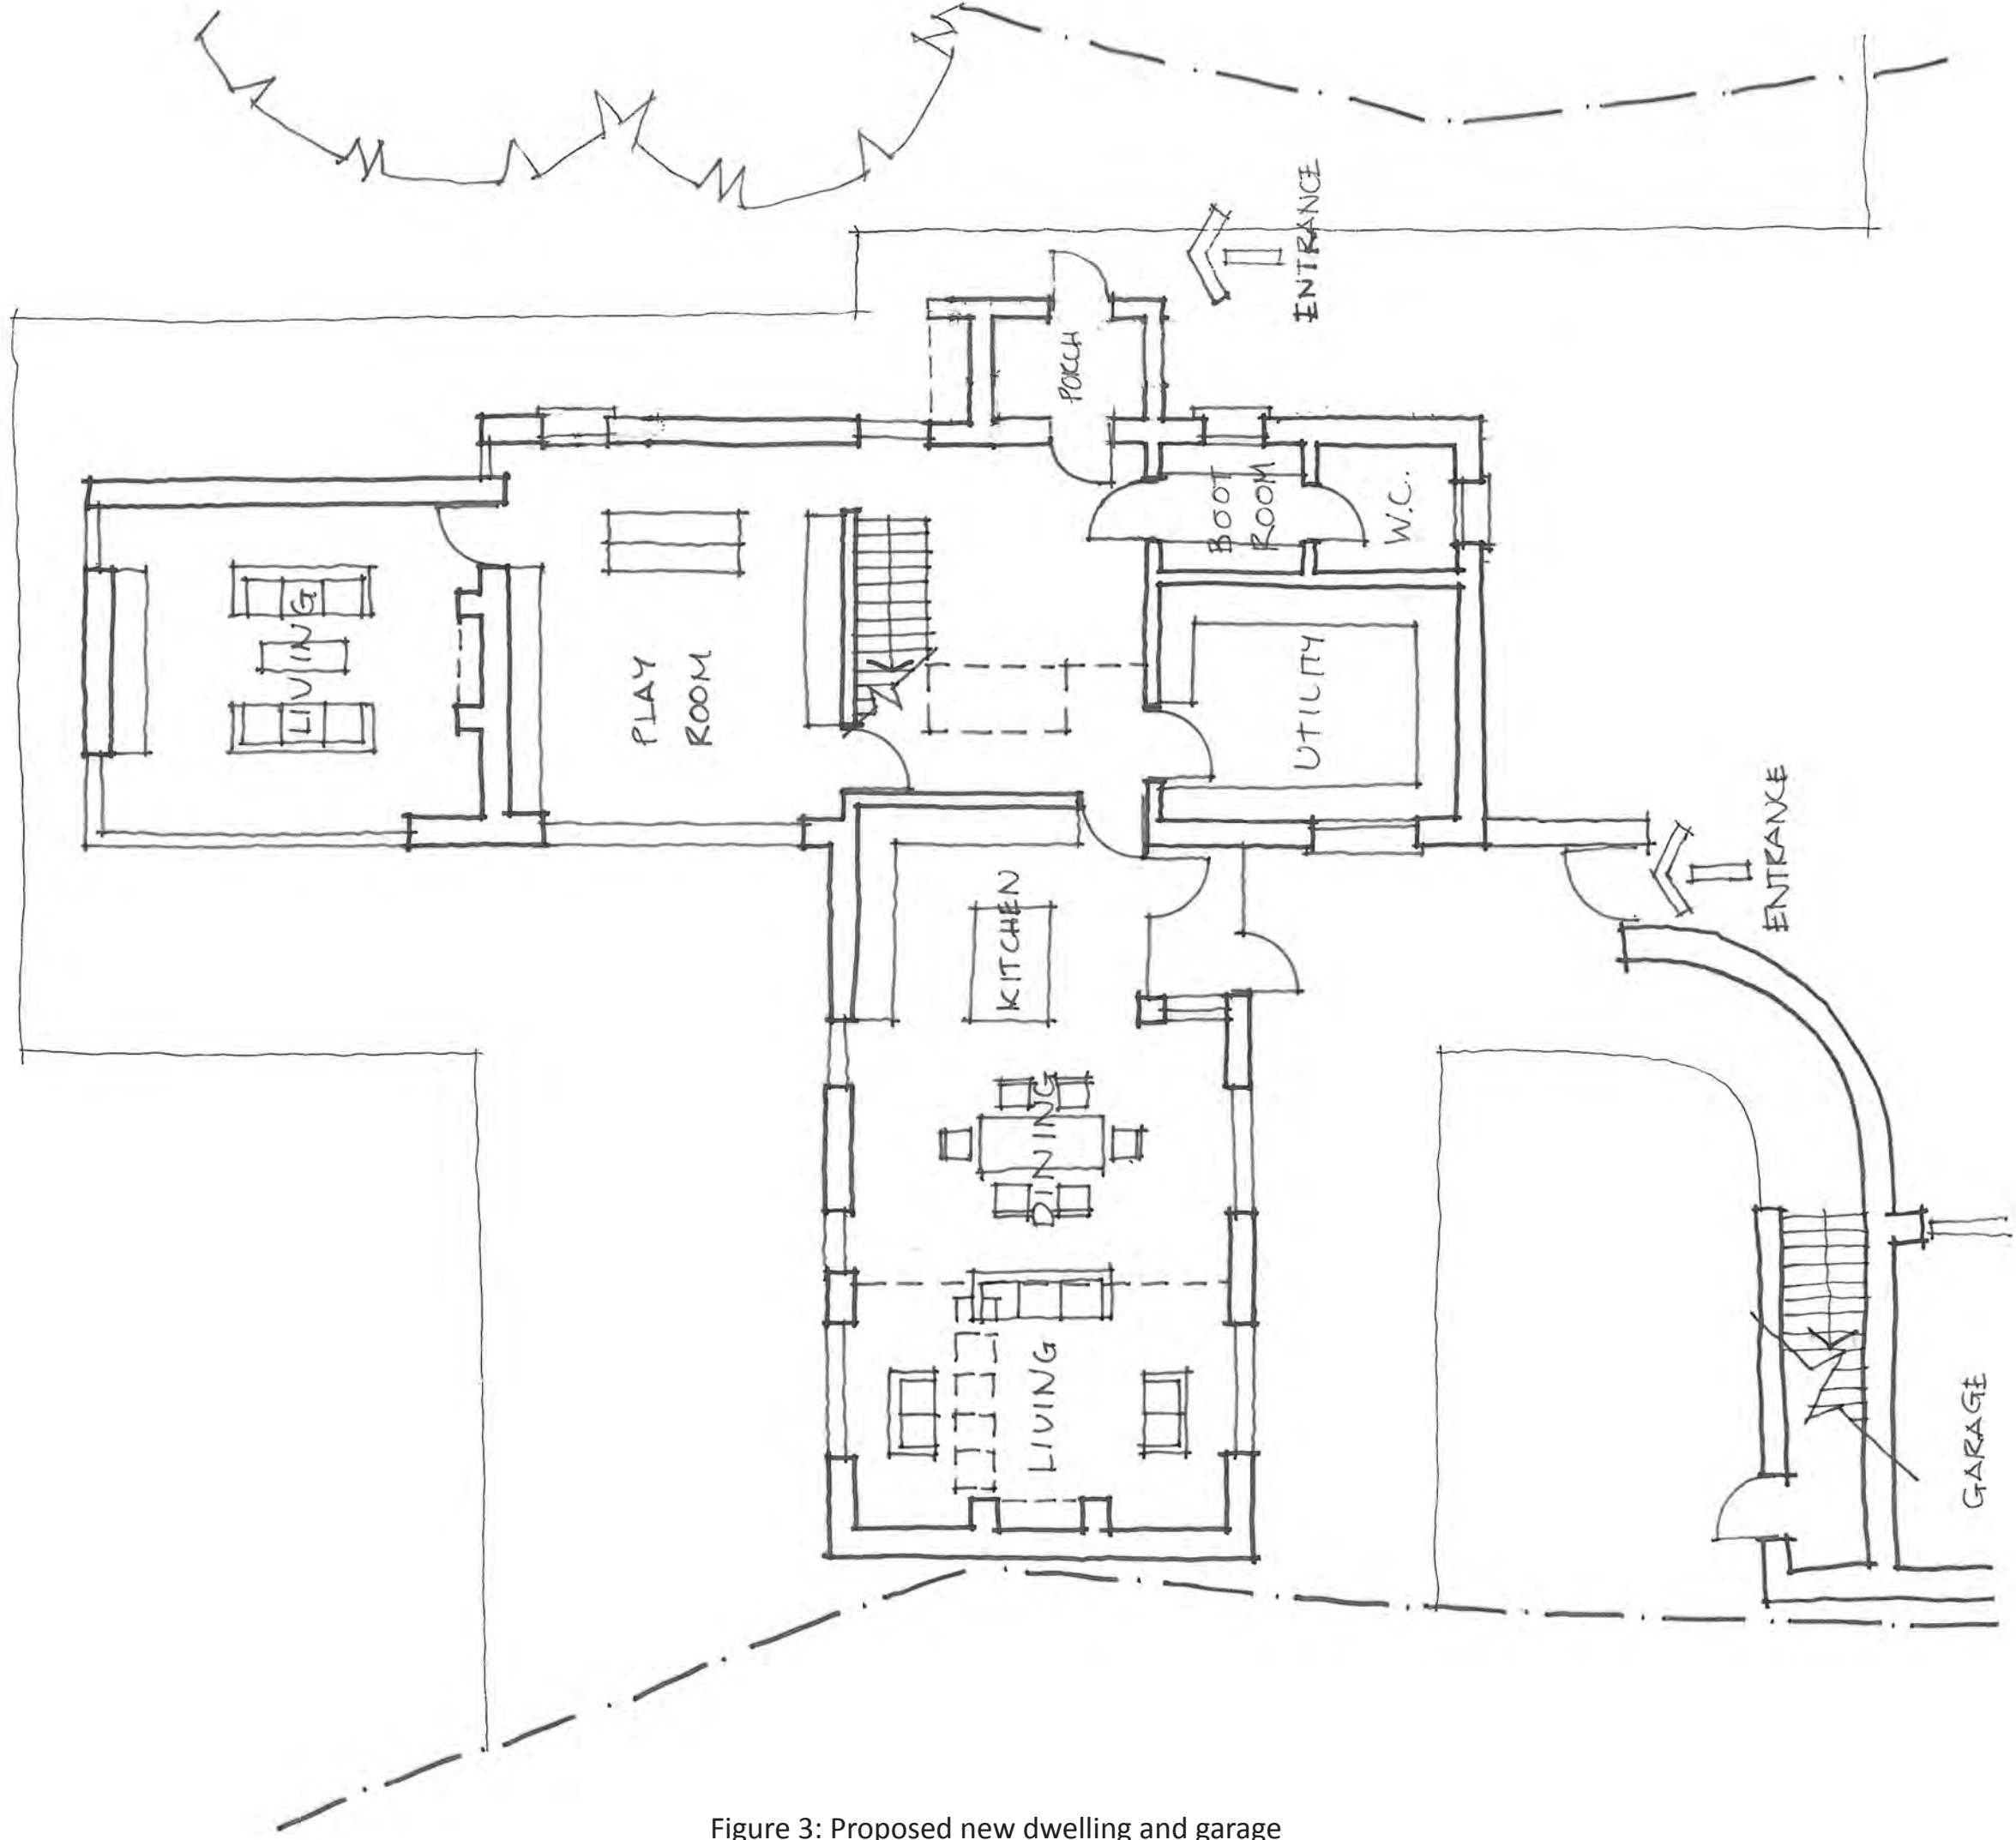 ENTRANCE
PORCH
BOOT
ROOM
W.C.
LIVING
PLAY
ROOM
UTILITY
ENTRANCE
KITCHEN
DINING
LIVING
GARAGE
Figure 3: Proposed new dwelling and garage